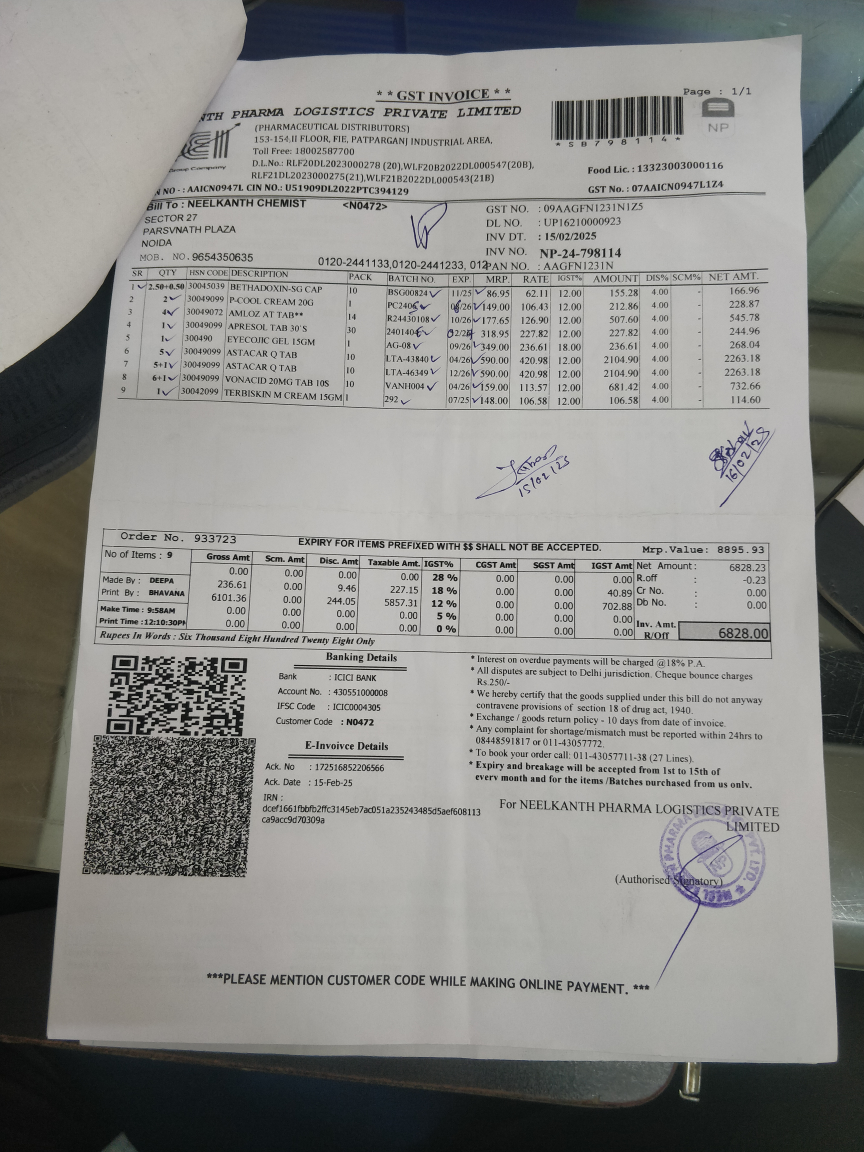 ** GST INVOICE **
Page : 1/1
NTH PHARMA LOGISTICS PRIVATE LIMITED
(PHARMACEUTICAL DISTRIBUTORS)
153-154,II FLOOR, FIE, PATPARGANJ INDUSTRIAL AREA,
Toll Free: 18002587700
D.L.No.: RLF20DL2023000278 (20),WLF20B2022DL000547(20B),
RLF21DL2023000275(21),WLF21B2022DL000543(21B)
N NO - : AAICN0947L CIN NO.: U51909DL2022PTC394129
*SB798114*
NP
Food Lic. : 13323003000116
GST No. : 07AAICN0947L1Z4
Group Company
Bill To : NEELKANTH CHEMIST <N0472>
SECTOR 27
PARSVNATH PLAZA
NOIDA
MOB. NO. 9654350635
0120-2441133,0120-2441233, 012
GST NO. : 09AAGFN1231N1Z5
DL NO. : UP16210000923
INV DT. : 15/02/2025
INV NO. NP-24-798114
PAN NO. : AAGFN1231N
SR QTY HSN CODE DESCRIPTION PACK BATCH NO. EXP MRP. RATE IGST% AMOUNT DIS% SCM% NET AMT.
1 2.50+0.50 30045039 BETHADOXIN-SG CAP 10 BSG00824 11/25 86.95 62.11 12.00 155.28 4.00 - 166.96
2 2 30049099 P-COOL CREAM 20G 1 149.00 106.43 12.00 212.86 4.00 - 228.87
3 4 30049072 AMLOZ AT TAB** 14 R24430108 10/26 177.65 126.90 12.00 507.60 4.00 - 545.78
4 1 30049099 APRESOL TAB 30`S 30 318.95 227.82 12.00 227.82 4.00 - 244.96
5 1 300490 EYECOJIC GEL 15GM 1 AG-08 09/26 349.00 236.61 18.00 236.61 4.00 - 268.04
6 5 30049099 ASTACAR Q TAB 10 LTA-43840 04/26 590.00 420.98 12.00 2104.90 4.00 - 2263.18
7 5+1 30049099 ASTACAR Q TAB 10 LTA-46349 12/26 590.00 420.98 12.00 2104.90 4.00 - 2263.18
8 6+1 30049099 VONACID 20MG TAB 10S 10 VANH004 04/26 159.00 113.57 12.00 681.42 4.00 - 732.66
9 1 30042099 TERBISKIN M CREAM 15GM 1 292 07/25 148.00 106.58 12.00 106.58 4.00 - 114.60
15/02/25
16/02/25
Order No. 933723 EXPIRY FOR ITEMS PREFIXED WITH $$ SHALL NOT BE ACCEPTED. Mrp.Value: 8895.93
No of Items : 9
Made By : DEEPA
Print By : BHAVANA
Make Time : 9:58AM
Print Time :12:10:30PM
Gross Amt Scm. Amt Disc. Amt Taxable Amt. IGST% CGST Amt SGST Amt IGST Amt
0.00 0.00 0.00 0.00 28 % 0.00 0.00 0.00
236.61 0.00 9.46 227.15 18 % 0.00 0.00 40.89
6101.36 0.00 244.05 5857.31 12 % 0.00 0.00 702.88
0.00 0.00 0.00 0.00 5 % 0.00 0.00 0.00
0.00 0.00 0.00 0.00 0 % 0.00 0.00 0.00
Net Amount : 6828.23
R.off : -0.23
Cr No. : 0.00
Db No. : 0.00
Inv. Amt. R/Off 6828.00
Rupees In Words : Six Thousand Eight Hundred Twenty Eight Only
Banking Details
Bank : ICICI BANK
Account No. : 430551000008
IFSC Code : ICIC0004305
Customer Code : N0472
E-Invoivce Details
Ack. No : 172516852206566
Ack. Date : 15-Feb-25
IRN :
dcef1661fbbfb2ffc3145eb7ac051a235243485d5aef608113
ca9acc9d70309a
* Interest on overdue payments will be charged @18% P.A.
* All disputes are subject to Delhi jurisdiction. Cheque bounce charges
Rs.250/-
* We hereby certify that the goods supplied under this bill do not anyway
contravene provisions of section 18 of drug act, 1940.
* Exchange / goods return policy - 10 days from date of invoice.
* Any complaint for shortage/mismatch must be reported within 24hrs to
08448591817 or 011-43057772.
* To book your order call: 011-43057711-38 (27 Lines).
* Expiry and breakage will be accepted from 1st to 15th of
every month and for the items /Batches purchased from us only.
For NEELKANTH PHARMA LOGISTICS PRIVATE
LIMITED
(Authorised Signatory)
***PLEASE MENTION CUSTOMER CODE WHILE MAKING ONLINE PAYMENT. ***